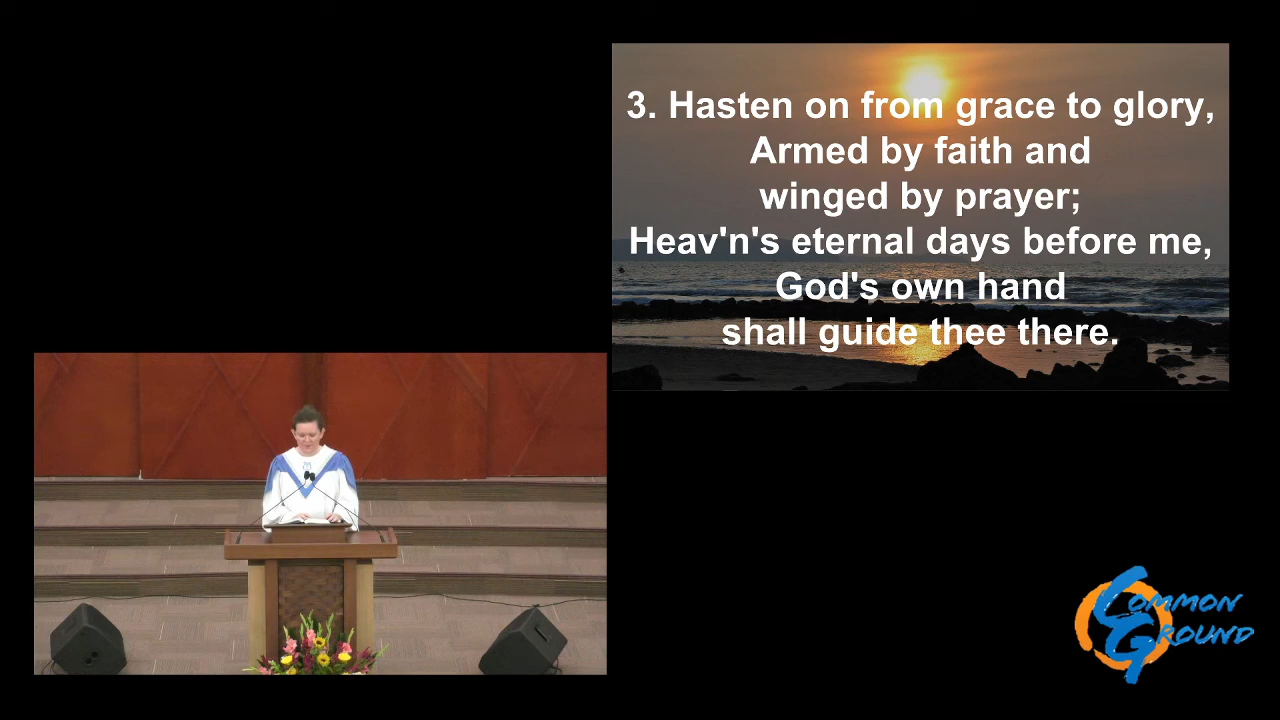 3. Hasten on from grace to glory,
Armed by faith and
winged by prayer;
Heav'n's eternal days before me,
God's own hand
shall guide thee there.
COMMON
GROUND